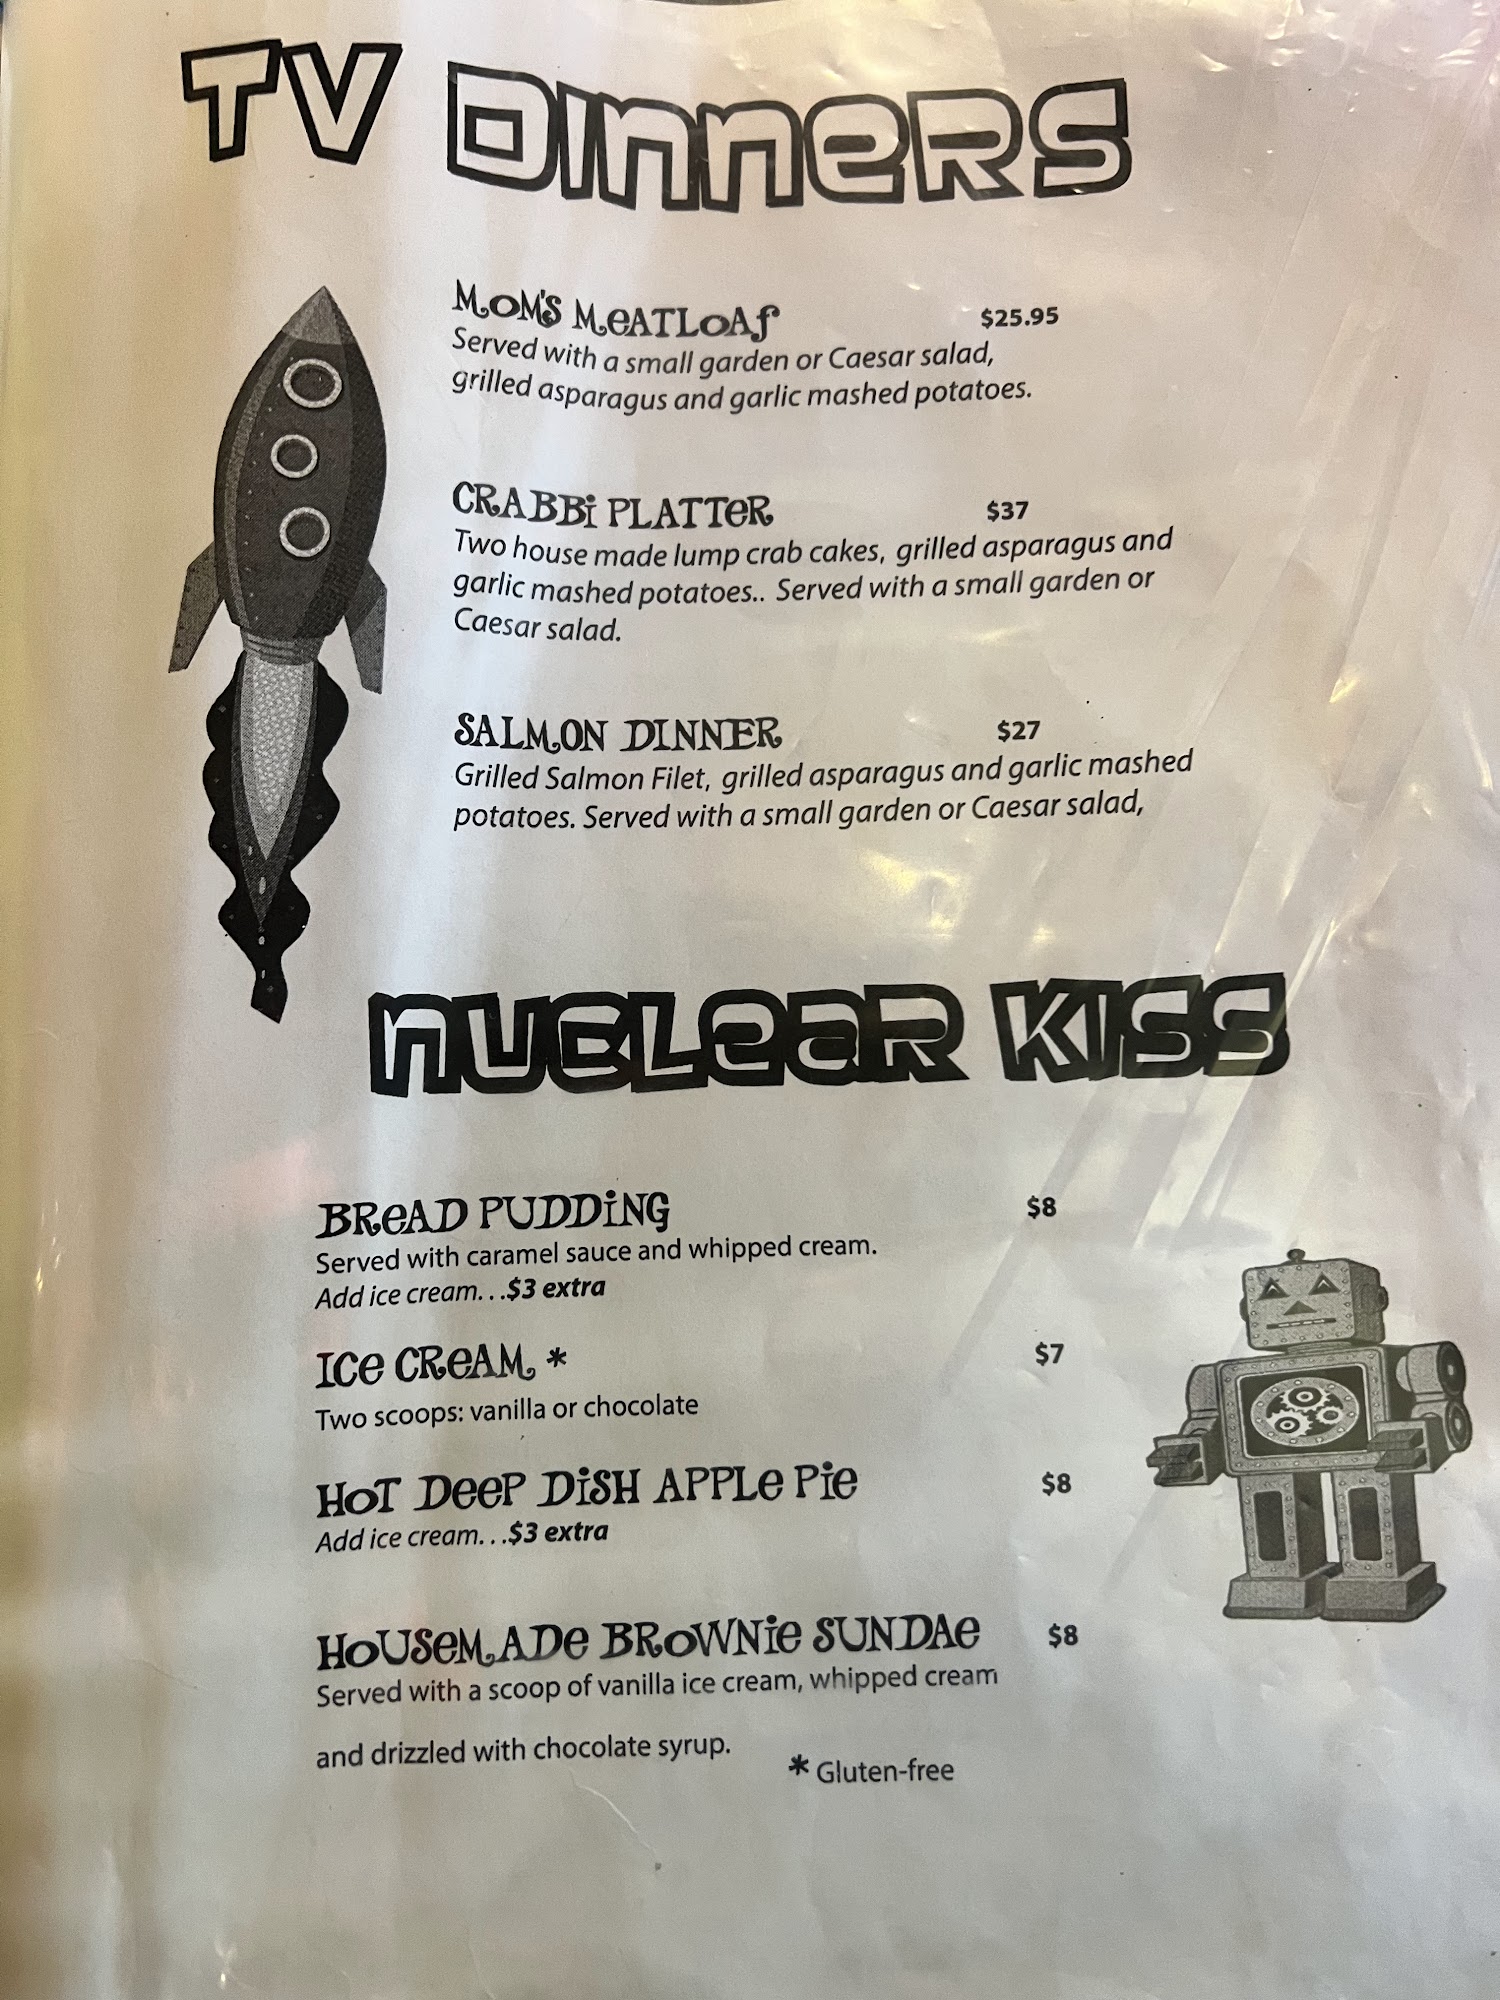 TV Dinners
Mom's Meatloaf $25.95
Served with a small garden or Caesar salad,
grilled asparagus and garlic mashed potatoes.
Crabbi Platter $37
Two house made lump crab cakes, grilled asparagus and
garlic mashed potatoes.. Served with a small garden or
Caesar salad.
Salmon Dinner $27
Grilled Salmon Filet, grilled asparagus and garlic mashed
potatoes. Served with a small garden or Caesar salad,
Nuclear Kiss
Bread Pudding $8
Served with caramel sauce and whipped cream.
Add ice cream. . .$3 extra
Ice Cream * $7
Two scoops: vanilla or chocolate
Hot Deep Dish Apple Pie $8
Add ice cream. . .$3 extra
Housemade Brownie Sundae $8
Served with a scoop of vanilla ice cream, whipped cream
and drizzled with chocolate syrup.
* Gluten-free